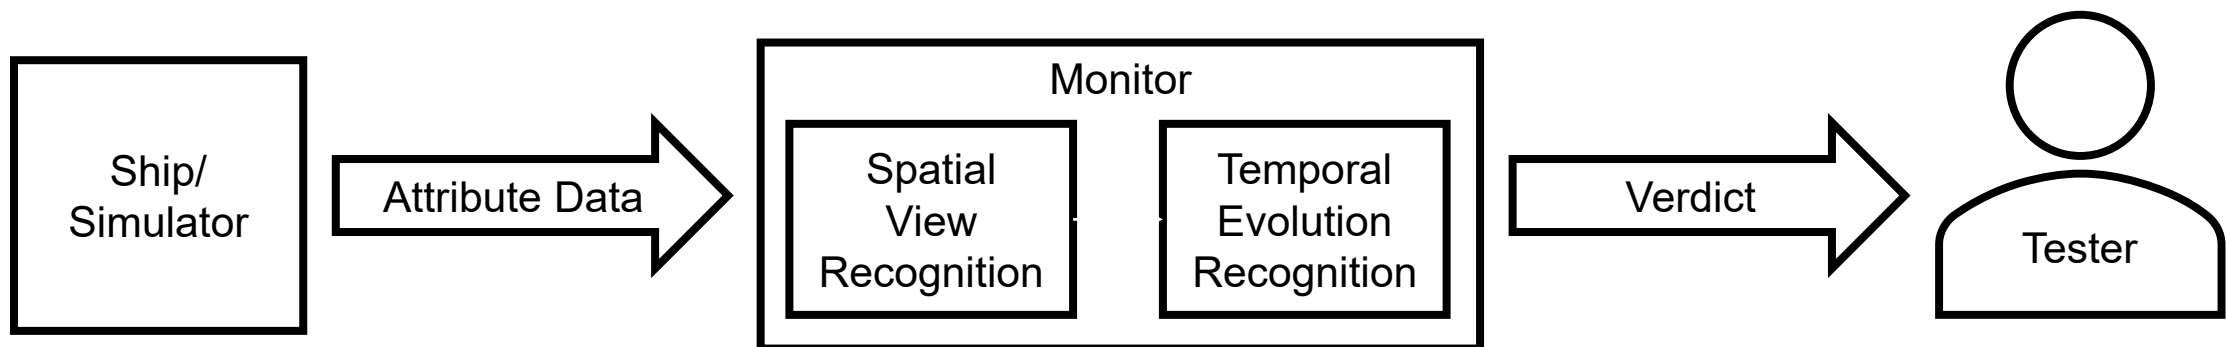 Ship/
Simulator
Attribute Data
Monitor
Spatial
View
Recognition
Temporal
Evolution
Recognition
Verdict
Tester